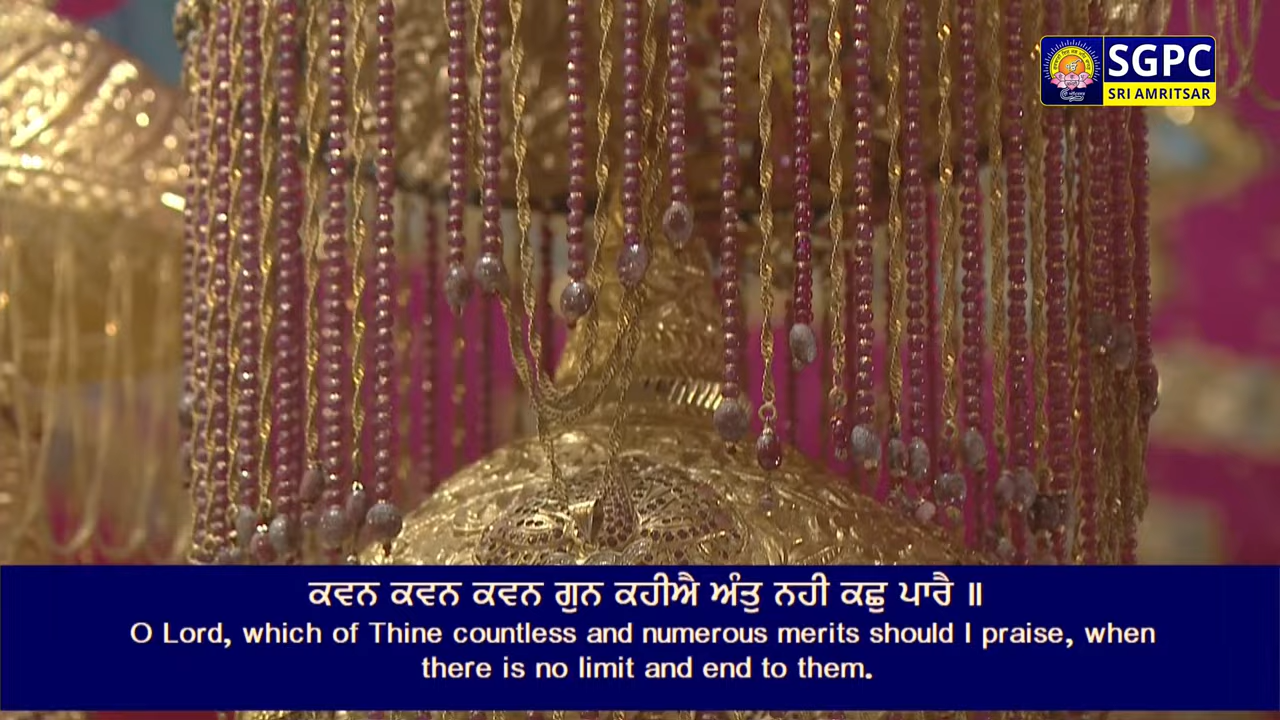 SGPC
SRI AMRITSAR
ਕਵਨ ਕਵਨ ਕਵਨ ਗੁਨ ਕਹੀਐ ਅੰਤੁ ਨਹੀ ਕਛੁ ਪਾਰੈ ॥
O Lord, which of Thine countless and numerous merits should I praise, when
there is no limit and end to them.